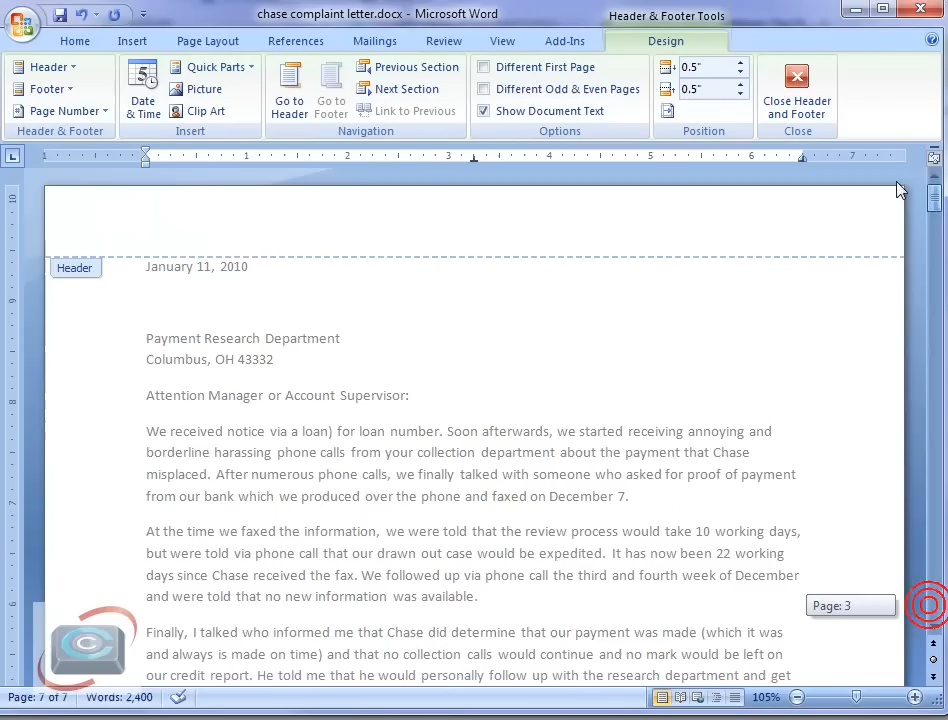 chase complaint letter.docx - Microsoft Word
Header & Footer Tools
Home Insert Page Layout References Mailings Review View Add-Ins Design
Header
Footer
Page Number
Header & Footer
5
Date
& Time
Quick Parts
Picture
Clip Art
Insert
Go to
Header
Go to
Footer
Previous Section
Next Section
Link to Previous
Navigation
Different First Page
Different Odd & Even Pages
Show Document Text
Options
0.5"
0.5"
Position
Close Header
and Footer
Close
L
1 1 2 3 4 5 6 7
10
9
8
7
6
Header
January 11, 2010
Payment Research Department
Columbus, OH 43332
Attention Manager or Account Supervisor:
We received notice via a loan) for loan number. Soon afterwards, we started receiving annoying and
borderline harassing phone calls from your collection department about the payment that Chase
misplaced. After numerous phone calls, we finally talked with someone who asked for proof of payment
from our bank which we produced over the phone and faxed on December 7.
At the time we faxed the information, we were told that the review process would take 10 working days,
but were told via phone call that our drawn out case would be expedited. It has now been 22 working
days since Chase received the fax. We followed up via phone call the third and fourth week of December
and were told that no new information was available.
Page: 3
Finally, I talked who informed me that Chase did determine that our payment was made (which it was
and always is made on time) and that no collection calls would continue and no mark would be left on
our credit report. He told me that he would personally follow up with the research department and get
Page: 7 of 7 Words: 2,400 105%